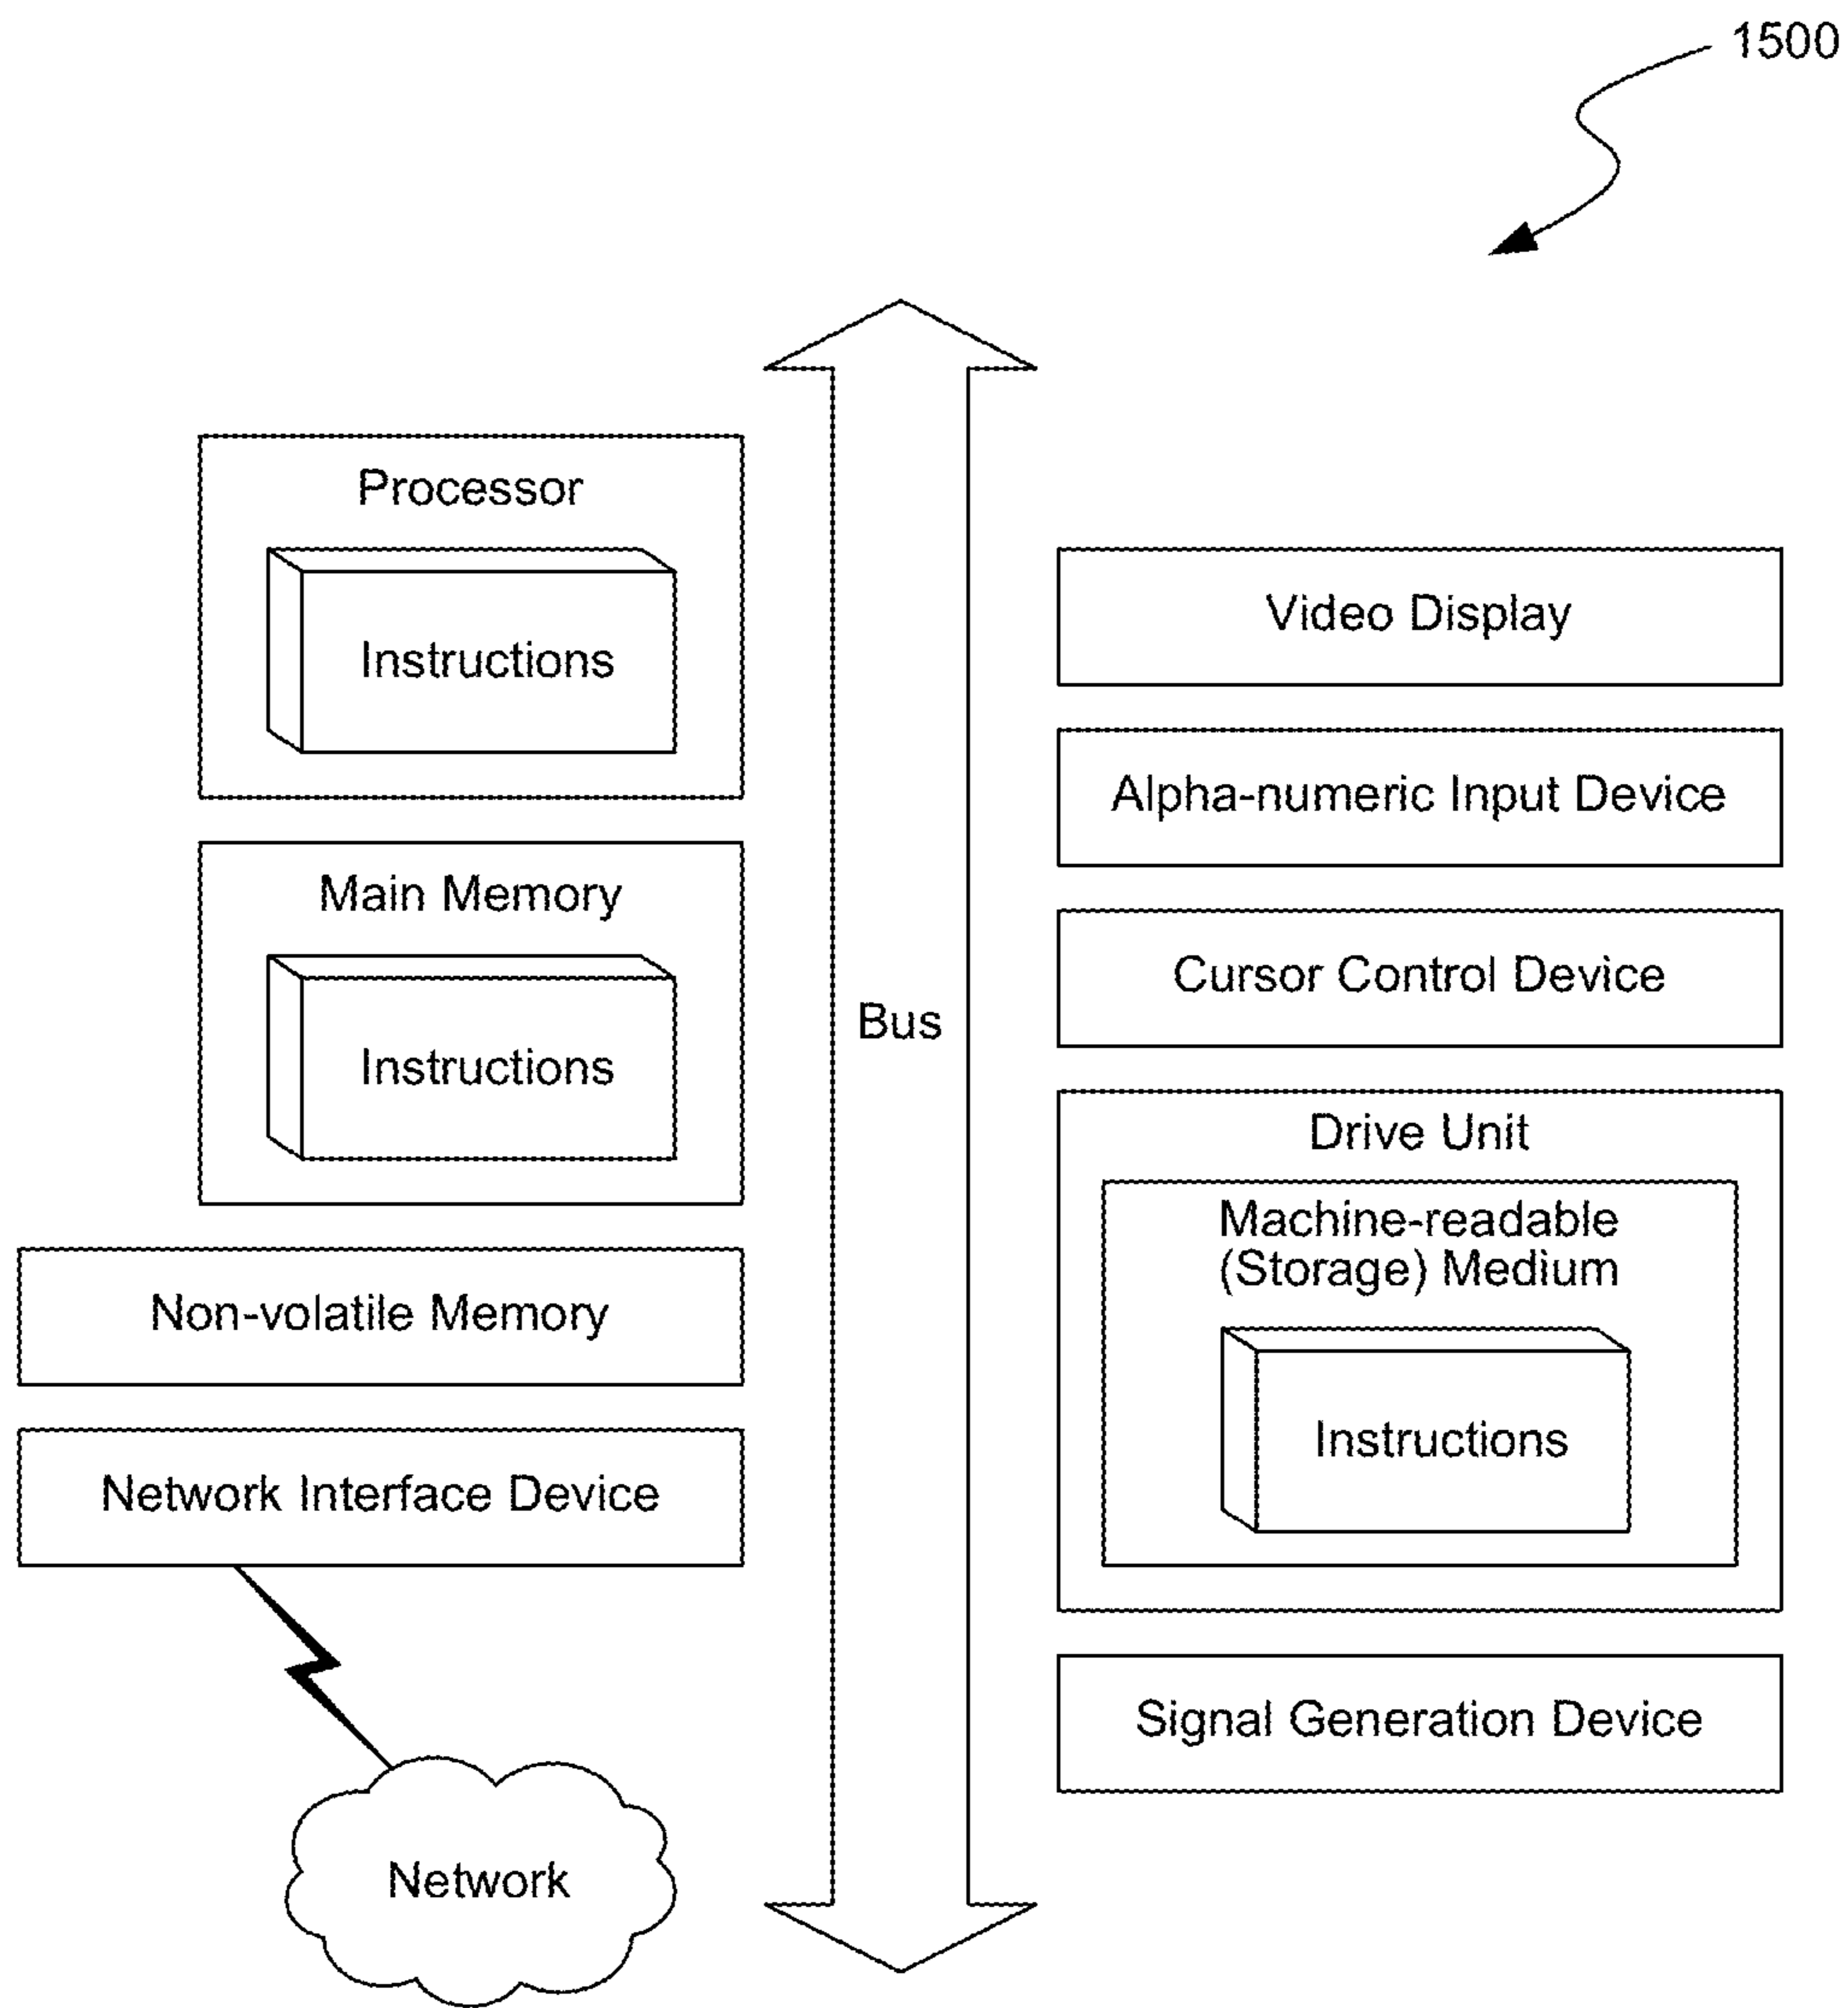 1500
Processor
Instructions
Main Memory
Instructions
Non-volatile Memory
Network Interface Device
Network
Bus
Video Display
Alpha-numeric Input Device
Cursor Control Device
Drive Unit
Machine-readable
(Storage) Medium
Instructions
Signal Generation Device